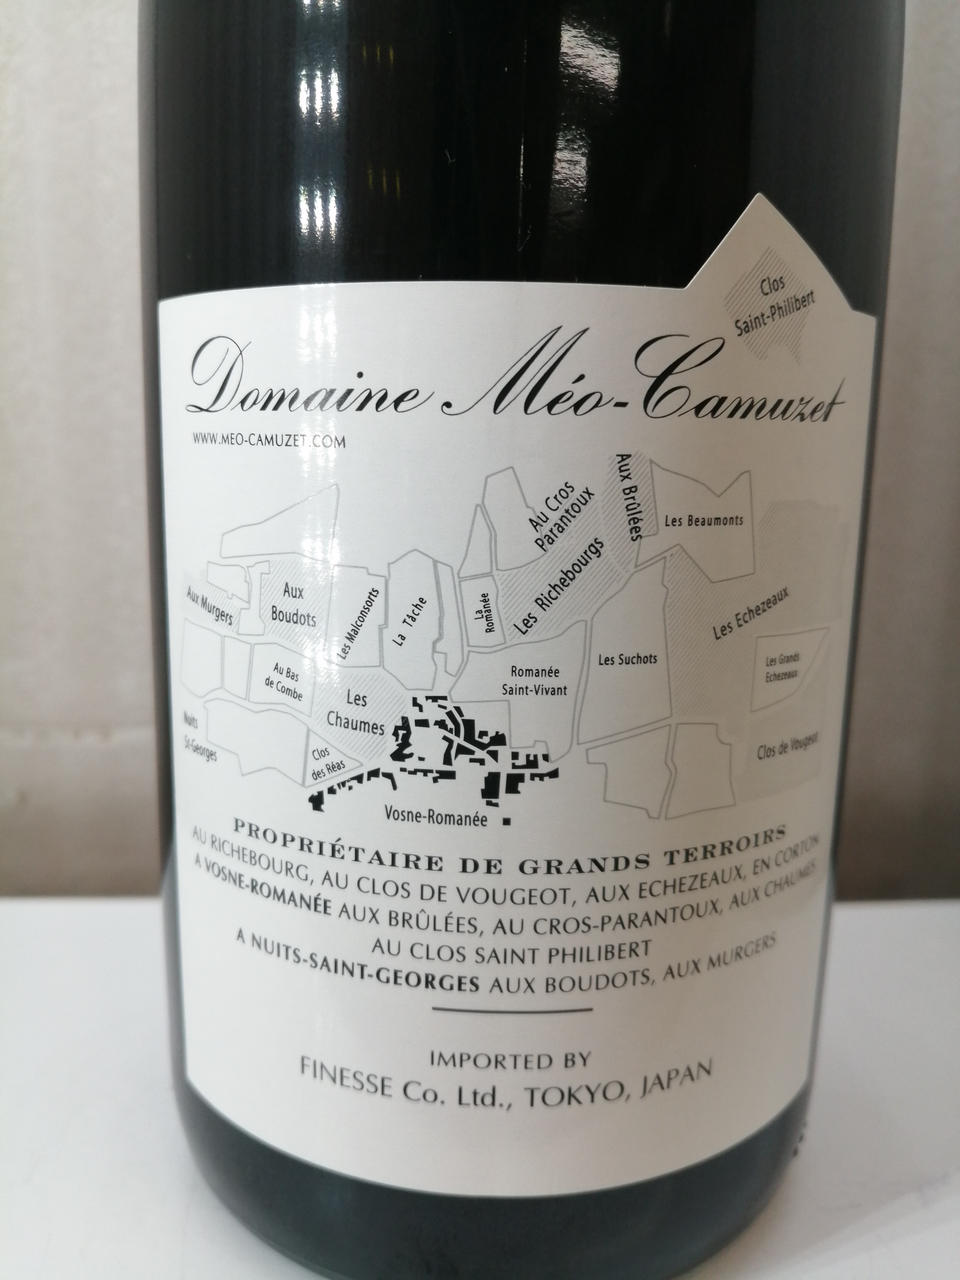 Clos
Saint-Philibert
Domaine Méo-Camuzet
WWW.MEO-CAMUZET.COM
Au Cros
Parantoux
Aux Brûlées
Les Beaumonts
Aux Murgers
Aux
Boudots
Les Malconsorts
La Tâche
La
Romanée
Les Richebourgs
Les Echezeaux
Au Bas
de Combe
Les
Chaumes
Romanée
Saint-Vivant
Les Suchots
Les Grands
Echezeaux
Nuits
St-Georges
Clos
des Réas
Clos de Vougeot
Vosne-Romanée
PROPRIÉTAIRE DE GRANDS TERROIRS
AU RICHEBOURG, AU CLOS DE VOUGEOT, AUX ECHEZEAUX, EN CORTON
A VOSNE-ROMANÉE AUX BRÛLÉES, AU CROS-PARANTOUX, AUX CHAUMES
AU CLOS SAINT PHILIBERT
A NUITS-SAINT-GEORGES AUX BOUDOTS, AUX MURGERS
IMPORTED BY
FINESSE Co. Ltd., TOKYO, JAPAN